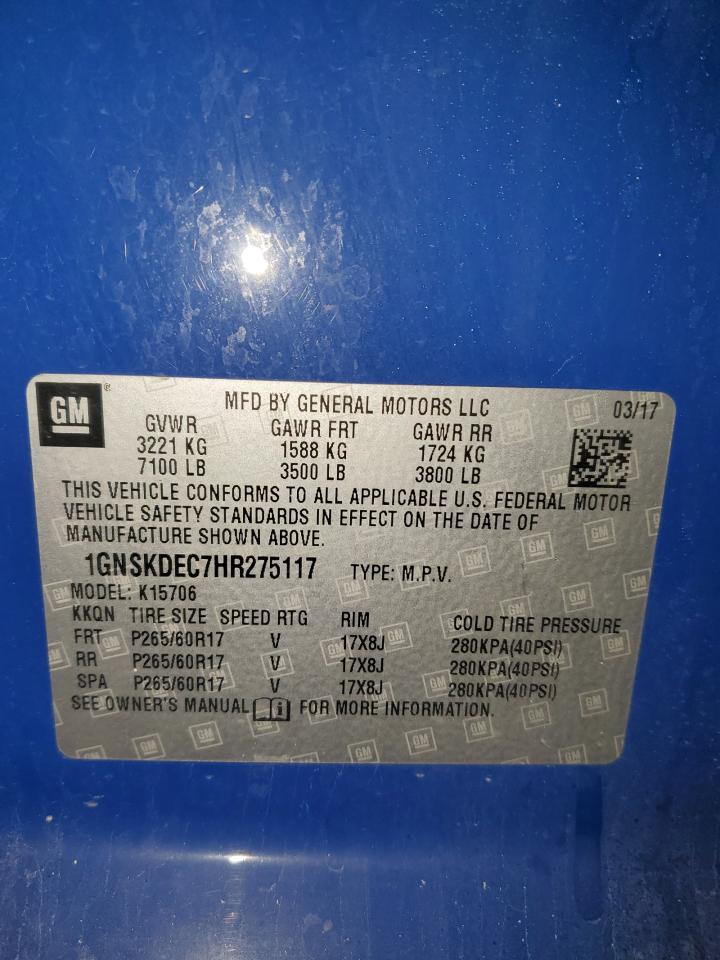 GM
®
MFD BY GENERAL MOTORS LLC 03/17
GVWR GAWR FRT GAWR RR
3221 KG 1588 KG 1724 KG
7100 LB 3500 LB 3800 LB
THIS VEHICLE CONFORMS TO ALL APPLICABLE U.S. FEDERAL MOTOR
VEHICLE SAFETY STANDARDS IN EFFECT ON THE DATE OF
MANUFACTURE SHOWN ABOVE.
1GNSKDEC7HR275117 TYPE: M.P.V.
MODEL: K15706
KKQN TIRE SIZE SPEED RTG RIM COLD TIRE PRESSURE
FRT P265/60R17 V 17X8J 280KPA(40PSI)
RR P265/60R17 V 17X8J 280KPA(40PSI)
SPA P265/60R17 V 17X8J 280KPA(40PSI)
SEE OWNER'S MANUAL FOR MORE INFORMATION.